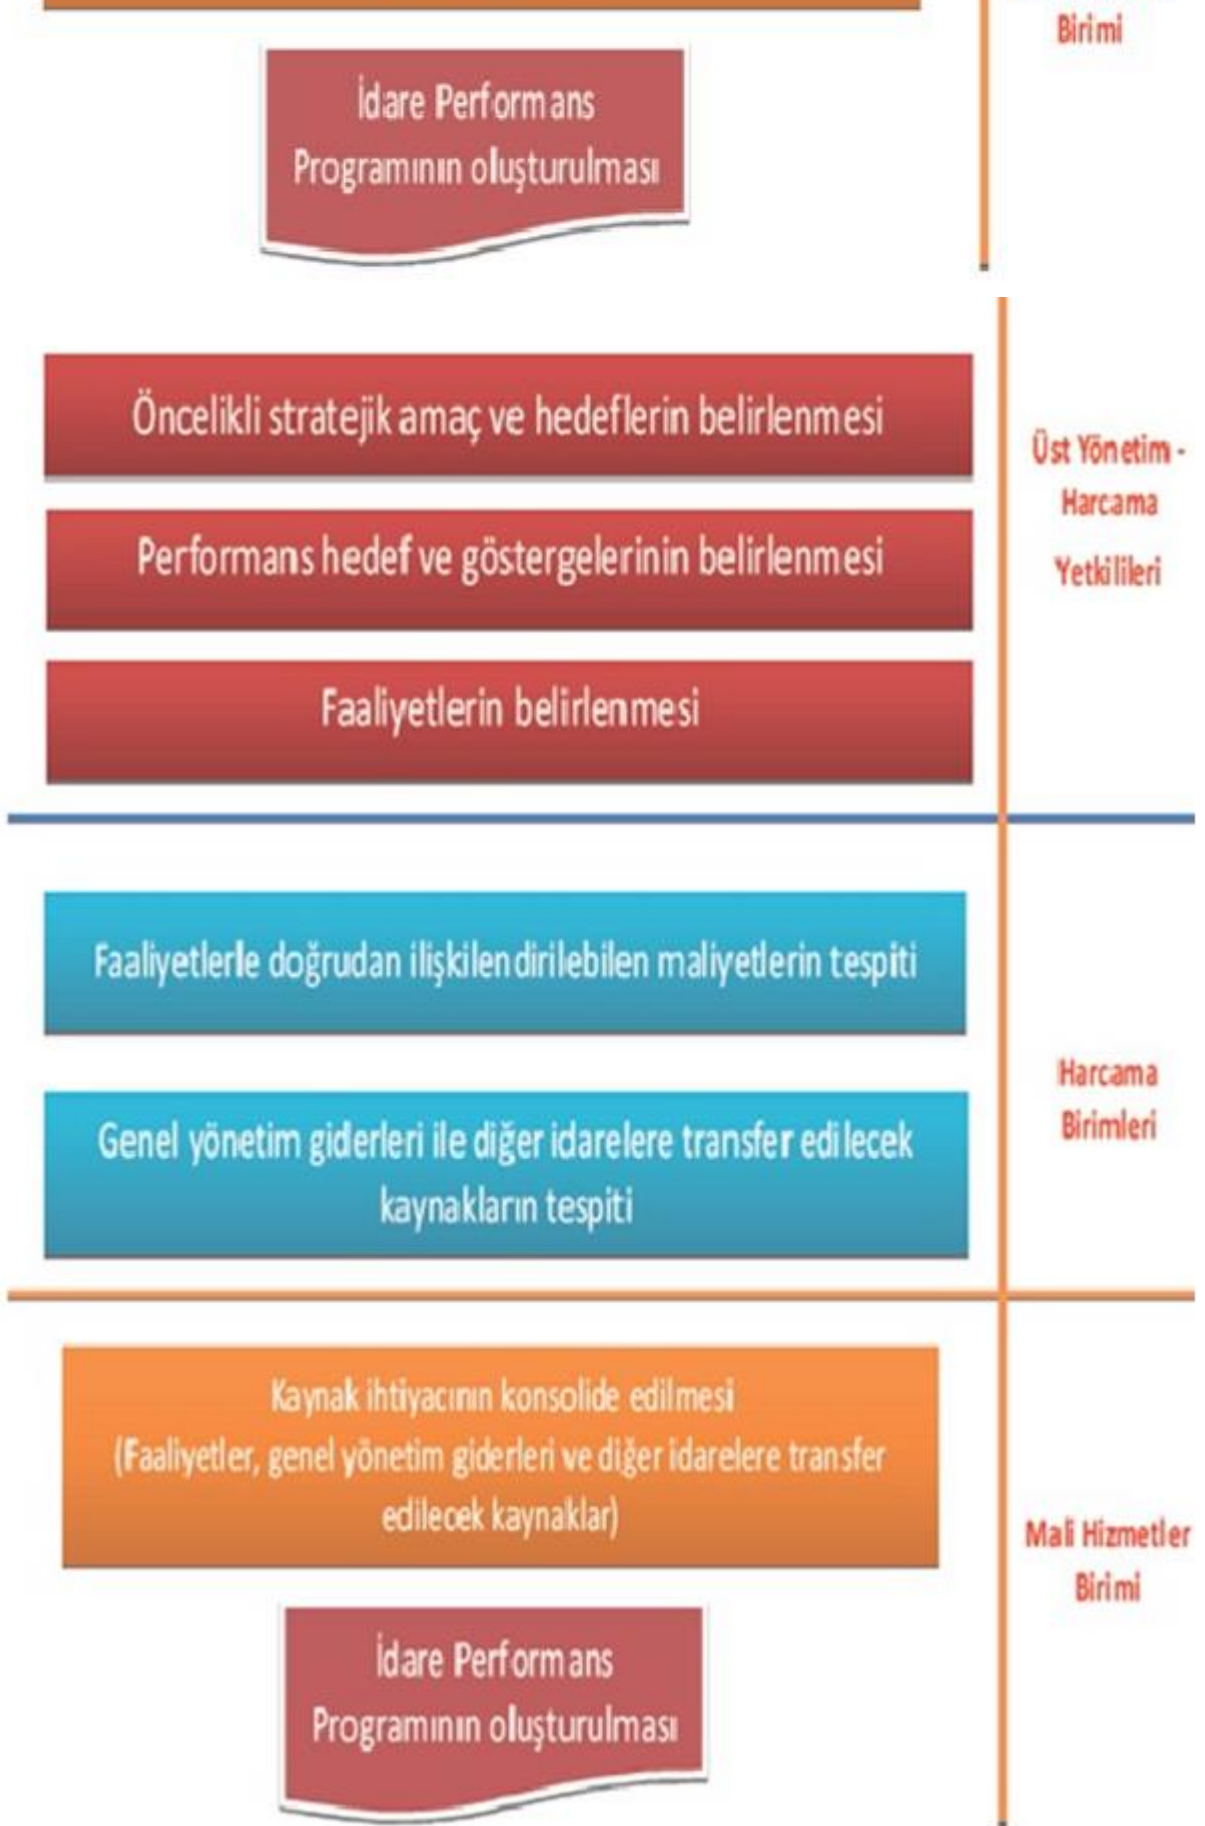 Birimi
İdare Performans
Programının oluşturulması
Öncelikli stratejik amaç ve hedeflerin belirlenmesi
Üst Yönetim -
Harcama
Yetkilileri
Performans hedef ve göstergelerinin belirlenmesi
Faaliyetlerin belirlenmesi
Faaliyetlerle doğrudan ilişkilendirilebilen maliyetlerin tespiti
Harcama
Birimleri
Genel yönetim giderleri ile diğer idarelere transfer edilecek
kaynakların tespiti
Kaynak ihtiyacının konsolide edilmesi
(Faaliyetler, genel yönetim giderleri ve diğer idarelere transfer
edilecek kaynaklar)
Mali Hizmetler
Birimi
İdare Performans
Programının oluşturulması